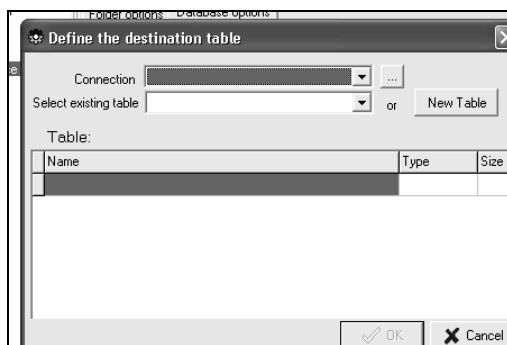 Folder options Database options
Define the destination table
Connection ...
Select existing table or New Table
Table:
Name Type Size
OK Cancel